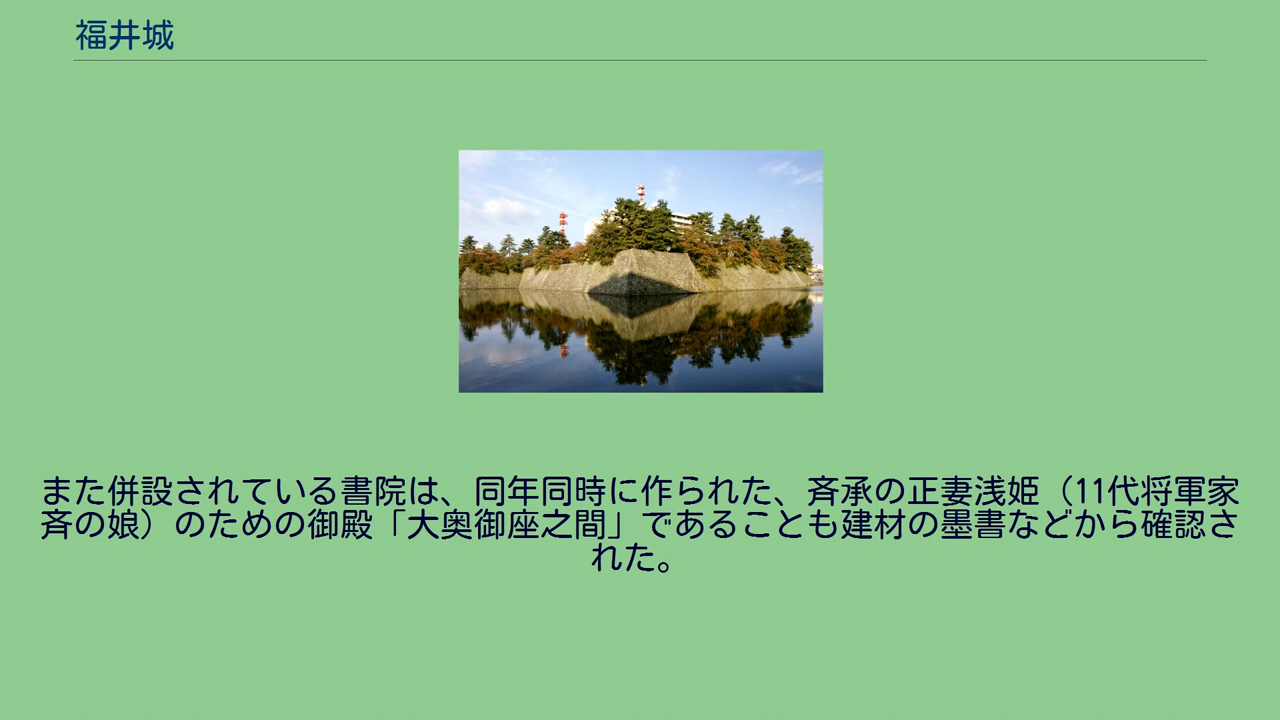 福井城
また併設されている書院は、同年同時に作られた、斉承の正妻浅姫（11代将軍家
斉の娘）のための御殿「大奥御座之間」であることも建材の墨書などから確認さ
れた。